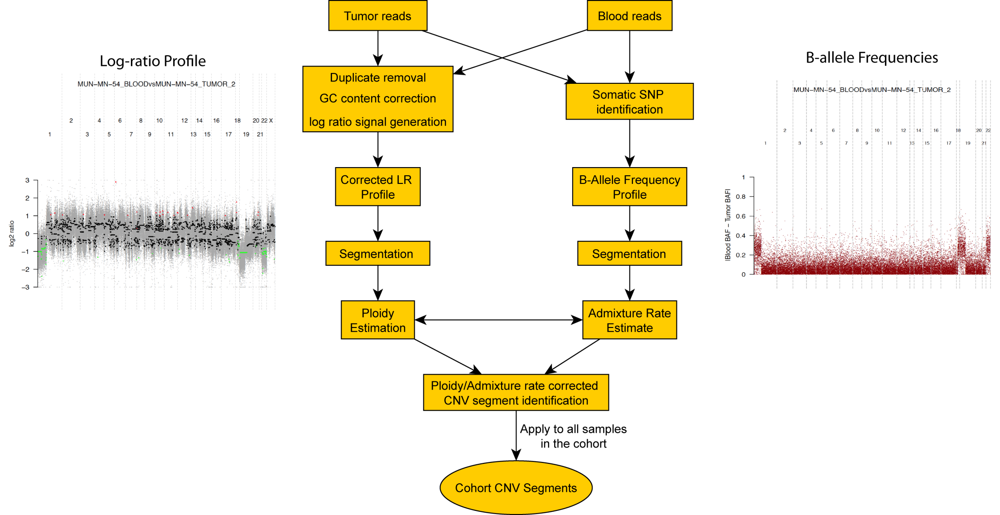 Tumor reads
Blood reads
Log-ratio Profile
MUN-MN-54_BLOODvsMUN-MN-54_TUMOR_2
2 4 6 8 10 12 14 16 18 20 22 X
1 3 5 7 9 11 13 15 17 19 21
3
2
1
0
-1
-2
-3
log2 ratio
Duplicate removal
GC content correction
log ratio signal generation
Somatic SNP
identification
Corrected LR
Profile
B-Allele Frequency
Profile
Segmentation
Segmentation
Ploidy
Estimation
Admixture Rate
Estimate
Ploidy/Admixture rate corrected
CNV segment identification
Apply to all samples
in the cohort
Cohort CNV Segments
B-allele Frequencies
MUN-MN-54_BLOODvsMUN-MN-54_TUMOR_2
2 4 6 8 10 12 14 16 18 20 22
1 3 5 7 9 11 13 15 17 19 21
1
0.8
0.6
0.4
0.2
0
|Blood BAF - Tumor BAF|